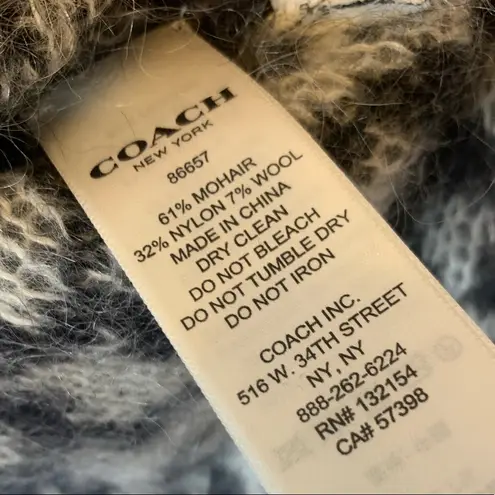 COACH
NEW YORK
86657
61% MOHAIR
32% NYLON 7% WOOL
MADE IN CHINA
DRY CLEAN
DO NOT BLEACH
DO NOT TUMBLE DRY
DO NOT IRON
COACH INC.
516 W. 34TH STREET
NY, NY
888-262-6224
RN# 132154
CA# 57398